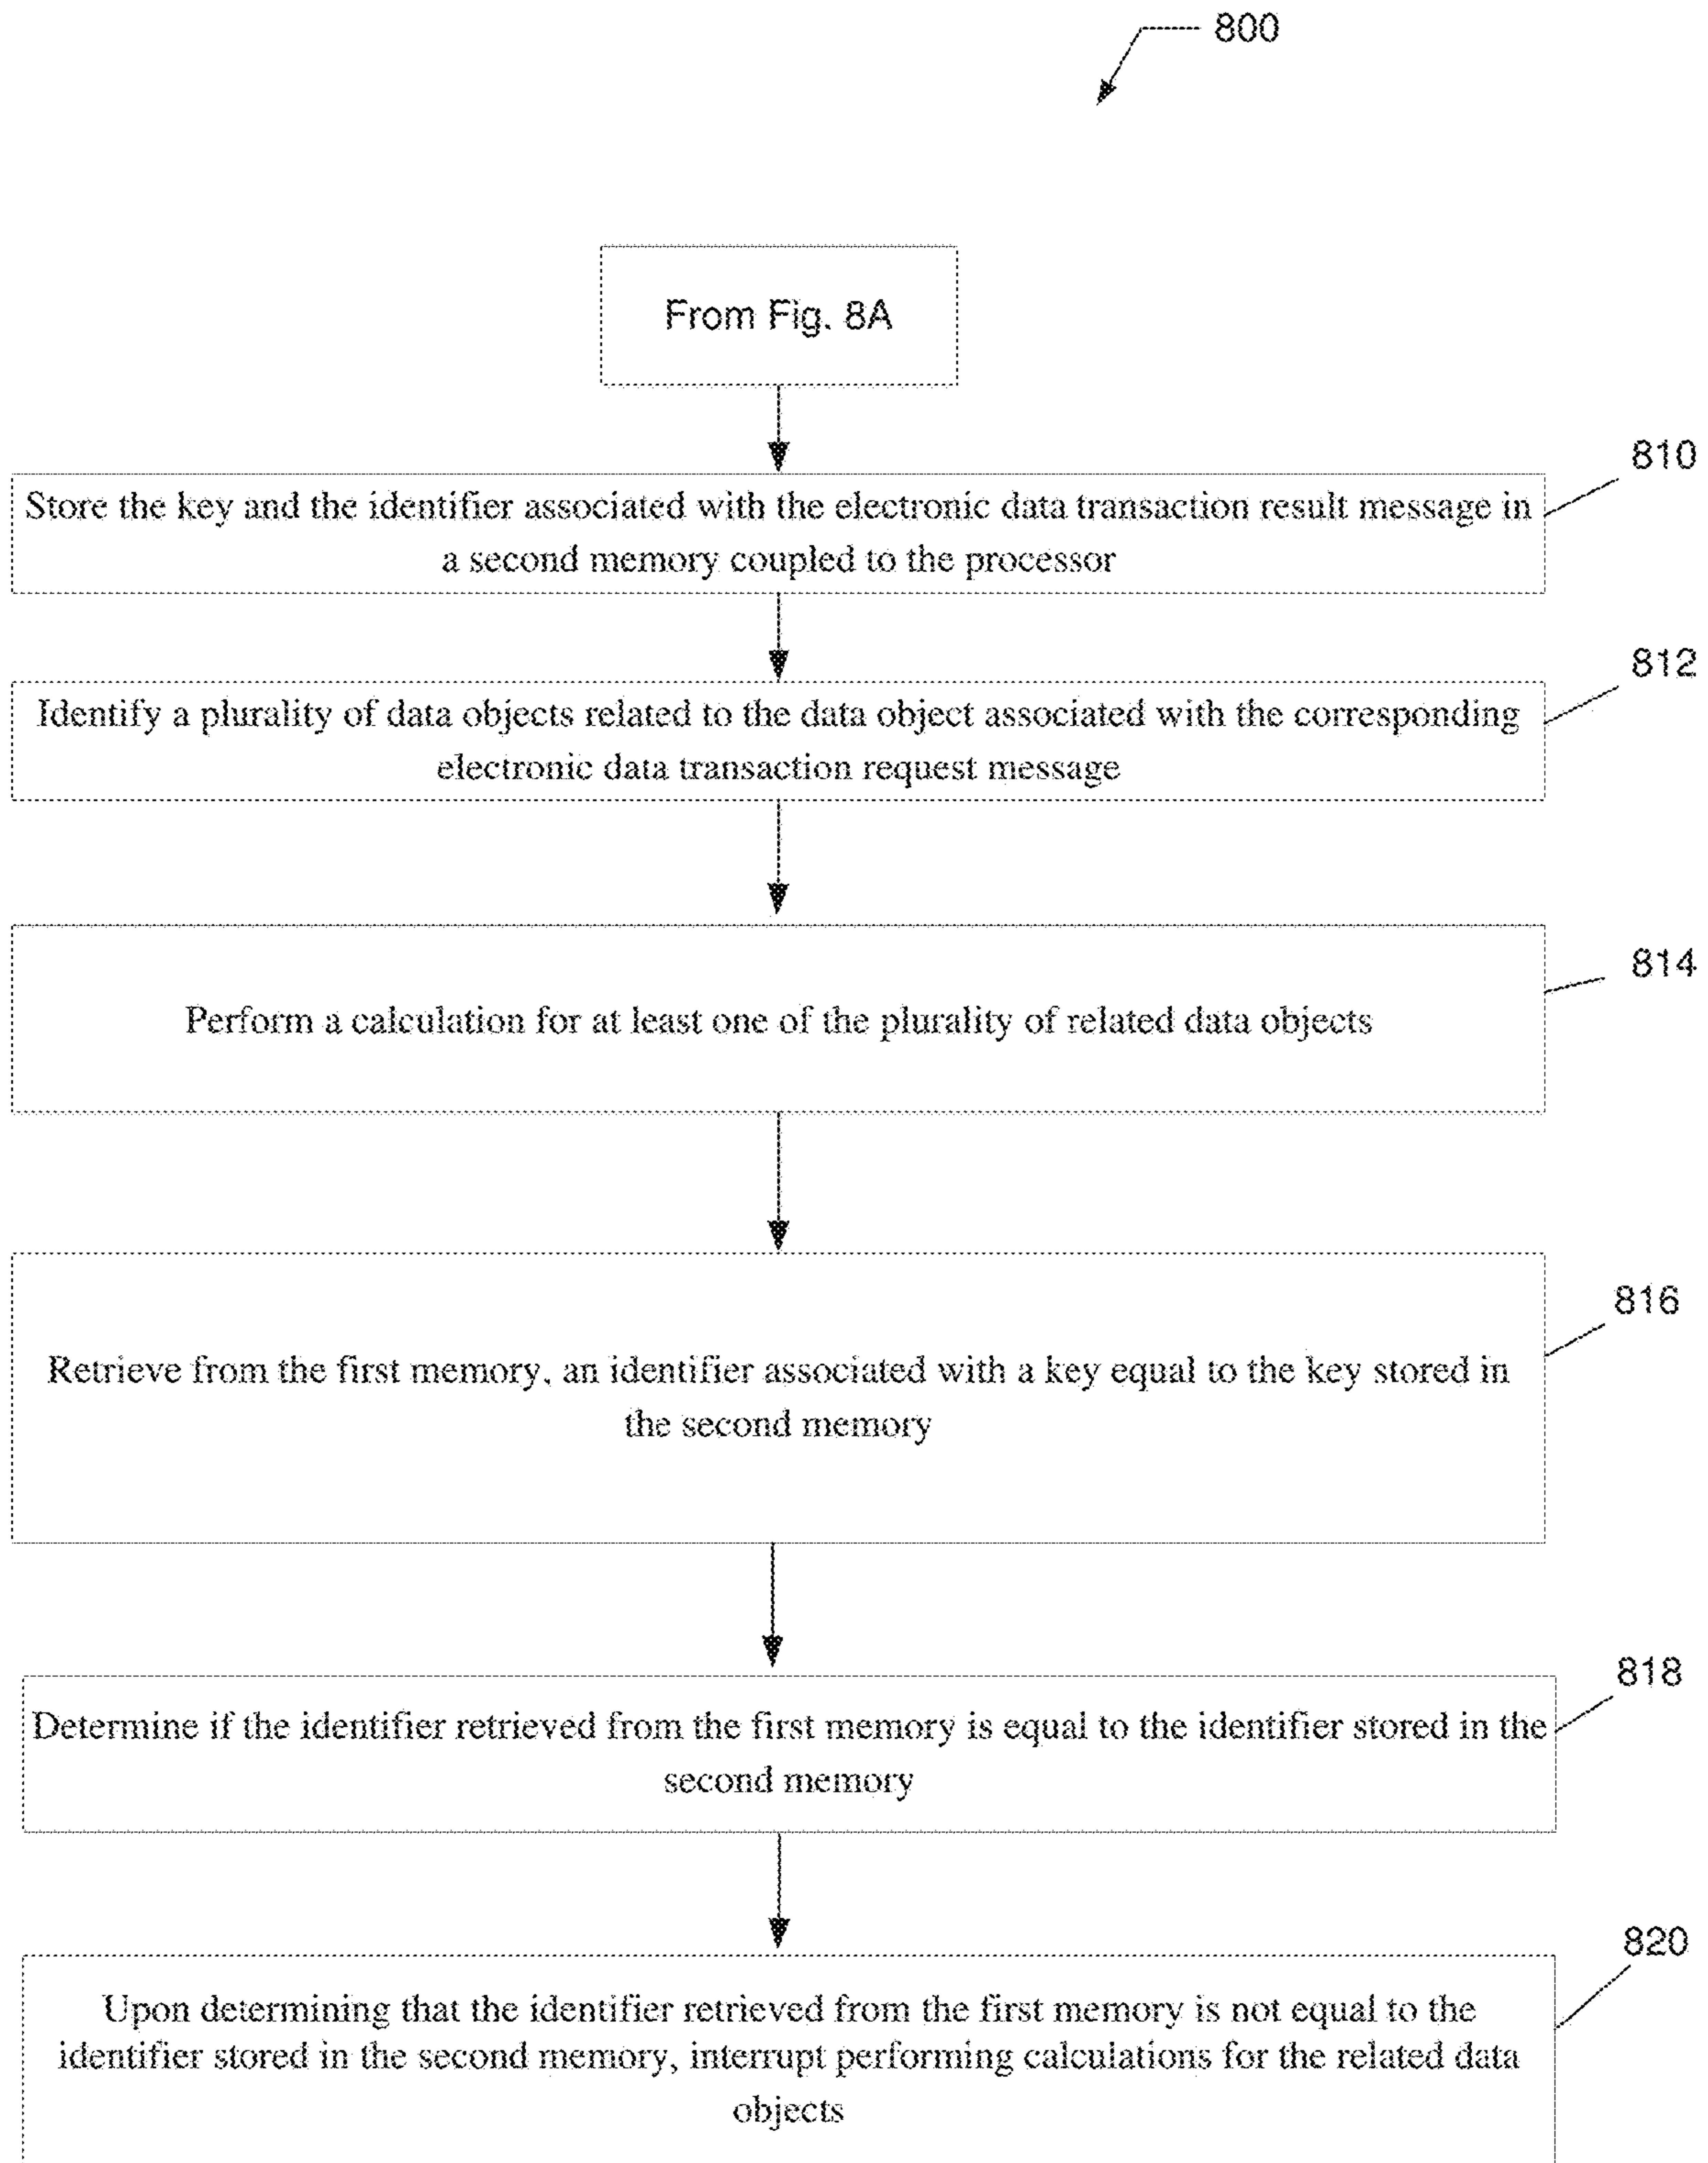 800
From Fig. 8A
810
Store the key and the identifier associated with the electronic data transaction result message in
a second memory coupled to the processor
812
Identify a plurality of data objects related to the data object associated with the corresponding
electronic data transaction request message
814
Perform a calculation for at least one of the plurality of related data objects
816
Retrieve from the first memory, an identifier associated with a key equal to the key stored in
the second memory
818
Determine if the identifier retrieved from the first memory is equal to the identifier stored in the
second memory
820
Upon determining that the identifier retrieved from the first memory is not equal to the
identifier stored in the second memory, interrupt performing calculations for the related data
objects